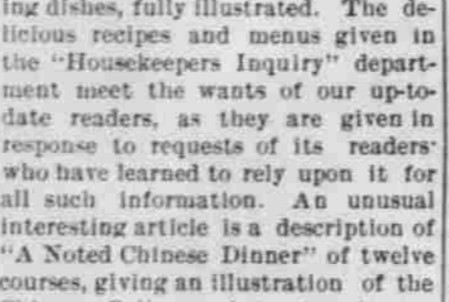 ing dishes, fully illustrated. The de-
licious recipes and menus given in
the "Housekeepers Inquiry" depart-
ment meet the wants of our up-to-
date readers, as they are given in
response to requests of its readers
who have learned to rely upon it for
all such information. An unusual
interesting article is a description of
"A Noted Chinese Dinner" of twelve
courses, giving an illustration of the